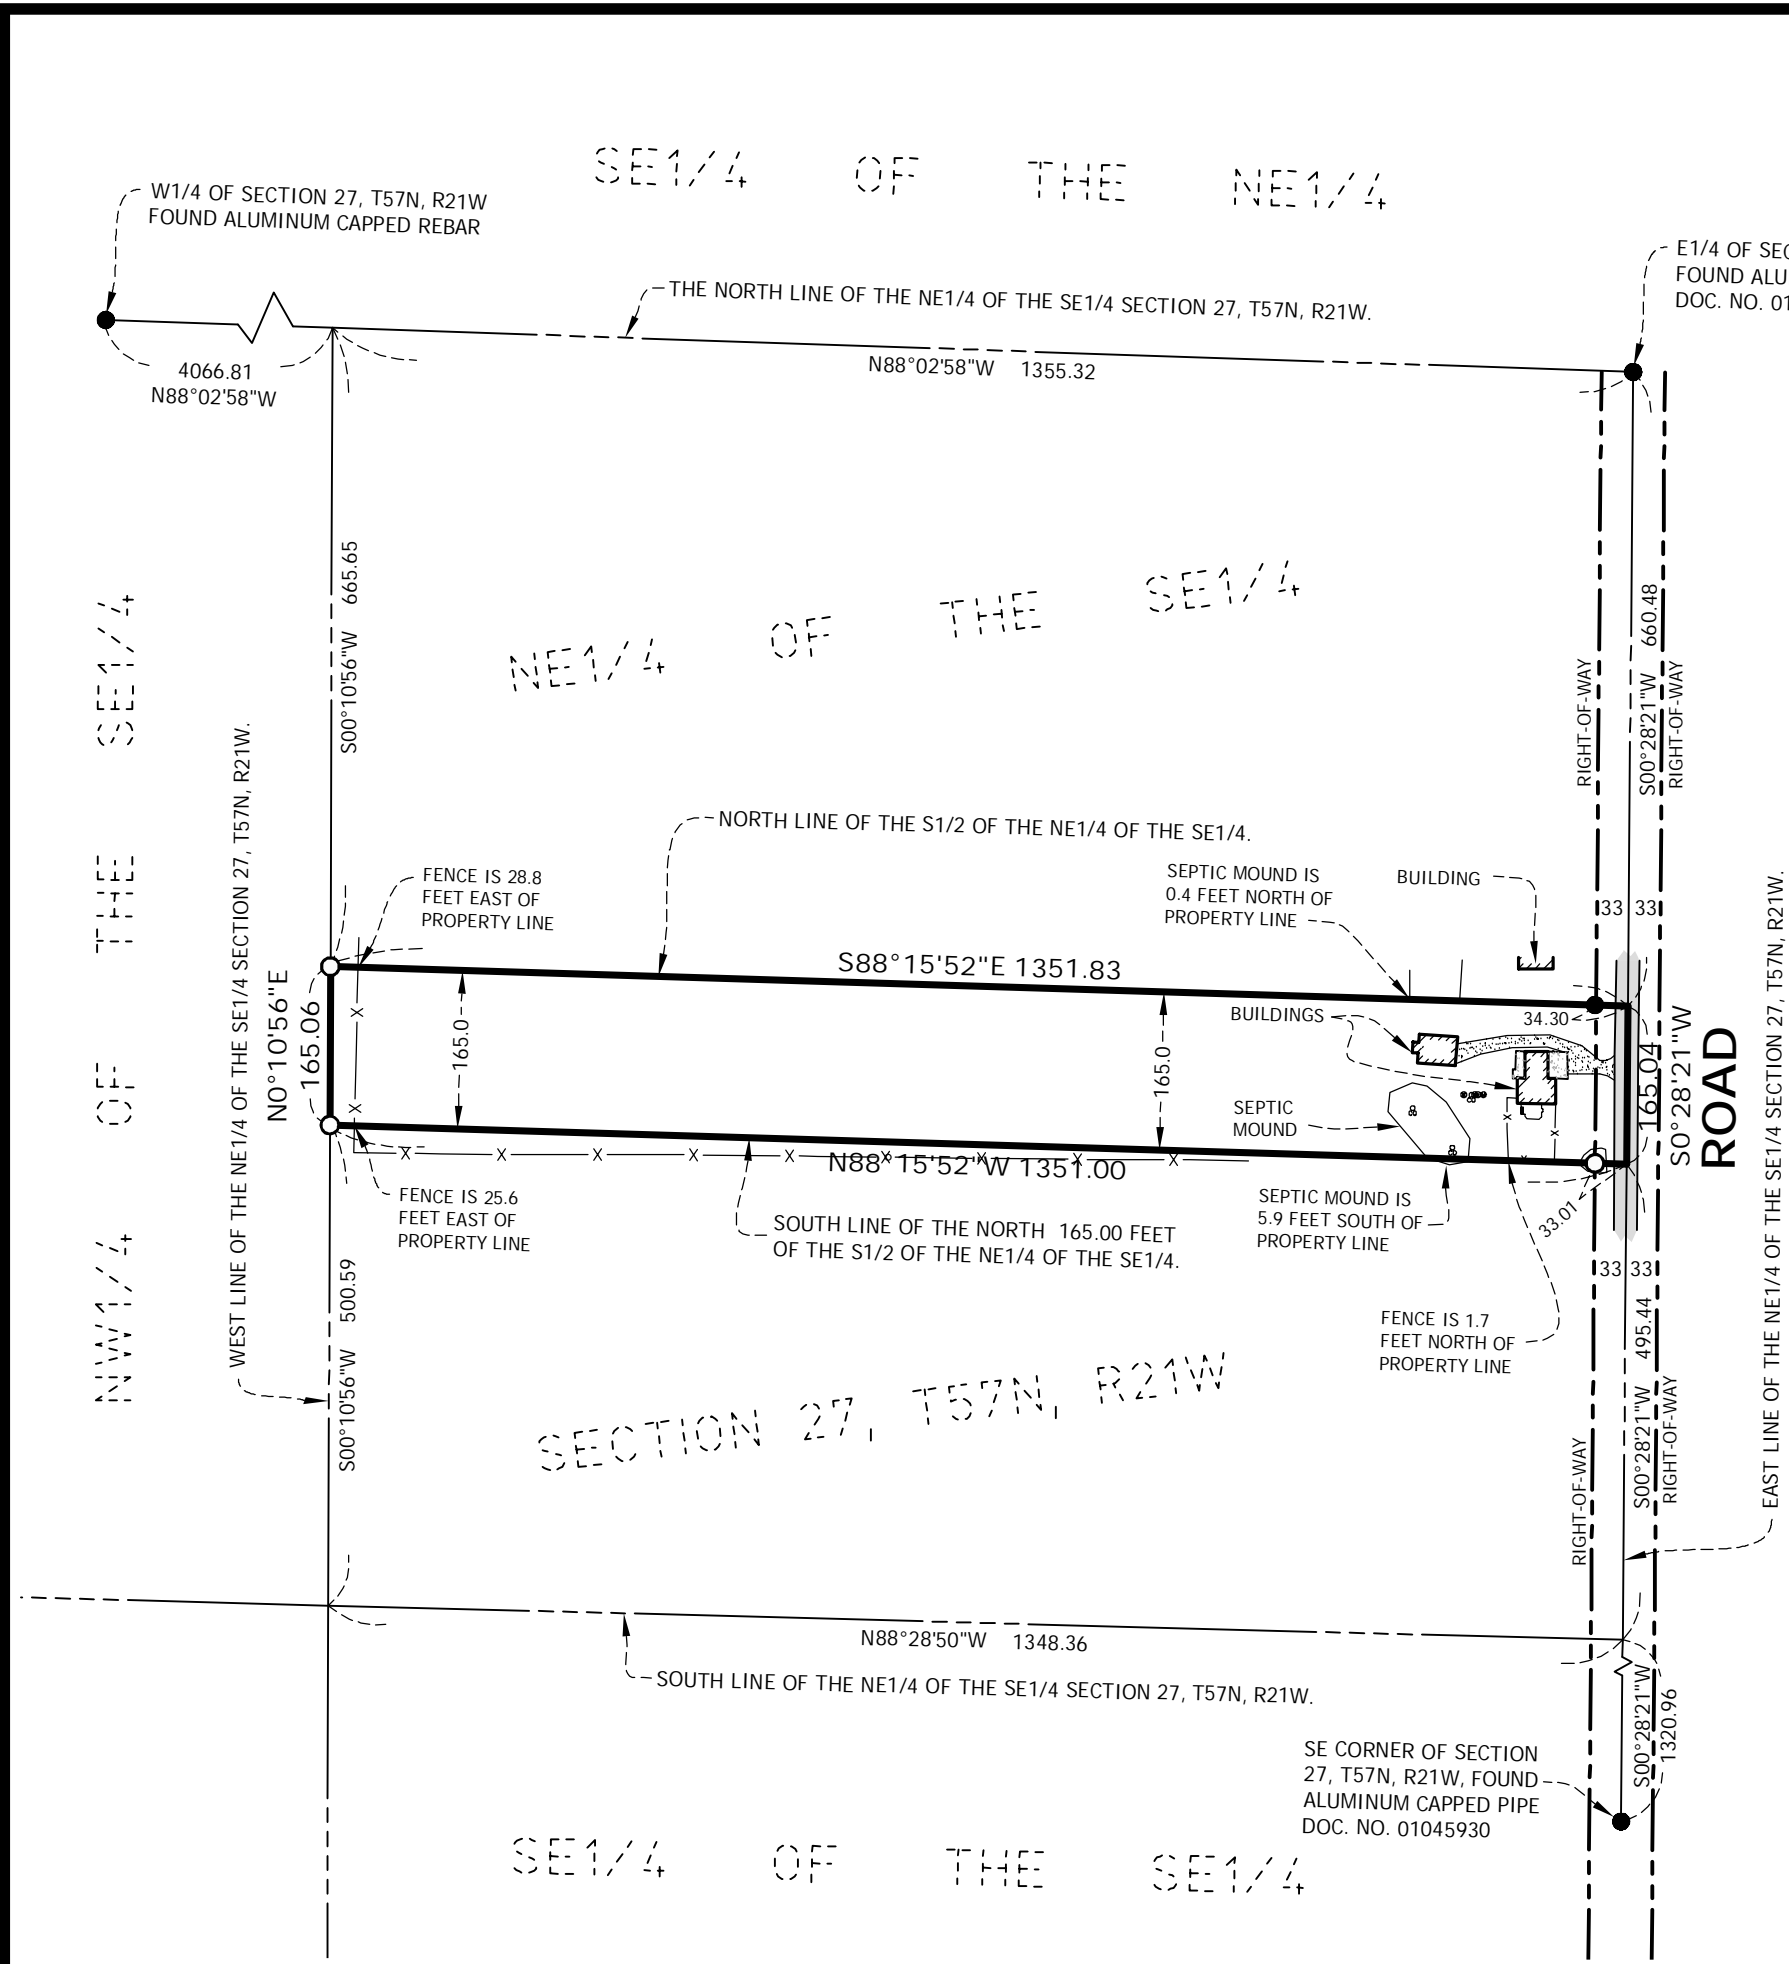 SE1/4 OF THE NE1/4
W1/4 OF SECTION 27, T57N, R21W
FOUND ALUMINUM CAPPED REBAR
E1/4 OF SEC
FOUND ALU
DOC. NO. 01
THE NORTH LINE OF THE NE1/4 OF THE SE1/4 SECTION 27, T57N, R21W.
4066.81
N88°02'58"W
N88°02'58"W 1355.32
S00°10'56"W 665.65
NE1/4 OF THE SE1/4
NW1/4 OF THE SE1/4
WEST LINE OF THE NE1/4 OF THE SE1/4 SECTION 27, T57N, R21W.
RIGHT-OF-WAY
S00°28'21"W 660.48
RIGHT-OF-WAY
NORTH LINE OF THE S1/2 OF THE NE1/4 OF THE SE1/4.
FENCE IS 28.8
FEET EAST OF
PROPERTY LINE
SEPTIC MOUND IS
0.4 FEET NORTH OF
PROPERTY LINE
BUILDING
33 33
S88°15'52"E 1351.83
N0°10'56"E
165.06
X
X
165.0
165.0
BUILDINGS
34.30
165.04
S0°28'21"W
ROAD
SEPTIC
MOUND
x
x
x
X X X X X X X X X
N88°15'52"W 1351.00
FENCE IS 25.6
FEET EAST OF
PROPERTY LINE
SOUTH LINE OF THE NORTH 165.00 FEET
OF THE S1/2 OF THE NE1/4 OF THE SE1/4.
SEPTIC MOUND IS
5.9 FEET SOUTH OF
PROPERTY LINE
33.01
33 33
FENCE IS 1.7
FEET NORTH OF
PROPERTY LINE
S00°10'56"W 500.59
S00°28'21"W 495.44
RIGHT-OF-WAY
RIGHT-OF-WAY
EAST LINE OF THE NE1/4 OF THE SE1/4 SECTION 27, T57N, R21W.
SECTION 27, T57N, R21W
N88°28'50"W 1348.36
SOUTH LINE OF THE NE1/4 OF THE SE1/4 SECTION 27, T57N, R21W.
S00°28'21"W
1320.96
SE CORNER OF SECTION
27, T57N, R21W, FOUND
ALUMINUM CAPPED PIPE
DOC. NO. 01045930
SE1/4 OF THE SE1/4